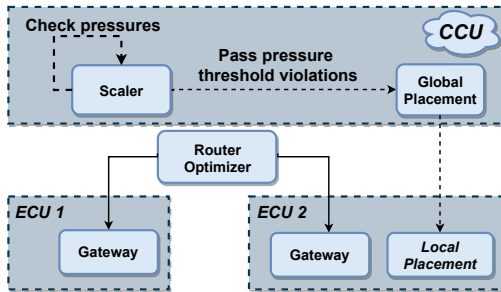 Check pressures
CCU
Pass pressure
threshold violations
Scaler
Global
Placement
Router
Optimizer
ECU 1
Gateway
ECU 2
Gateway
Local
Placement